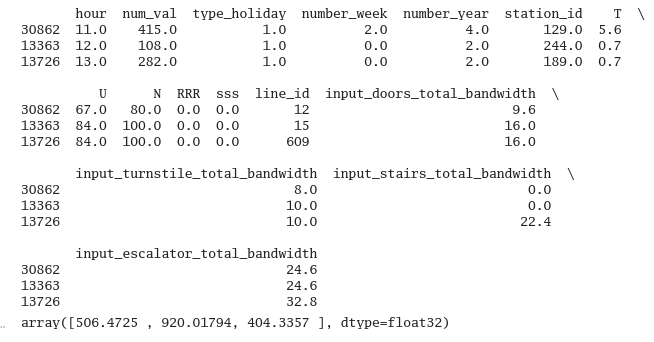 hour num_val type_holiday number_week number_year station_id T \
30862 11.0 415.0 1.0 2.0 4.0 129.0 5.6
13363 12.0 108.0 1.0 0.0 2.0 244.0 0.7
13726 13.0 282.0 1.0 0.0 2.0 189.0 0.7
U N RRR sss line_id input_doors_total_bandwidth \
30862 67.0 80.0 0.0 0.0 12 9.6
13363 84.0 100.0 0.0 0.0 15 16.0
13726 84.0 100.0 0.0 0.0 609 16.0
input_turnstile_total_bandwidth input_stairs_total_bandwidth \
30862 8.0 0.0
13363 10.0 0.0
13726 10.0 22.4
input_escalator_total_bandwidth
30862 24.6
13363 24.6
13726 32.8
array([506.4725 , 920.01794, 404.3357 ], dtype=float32)